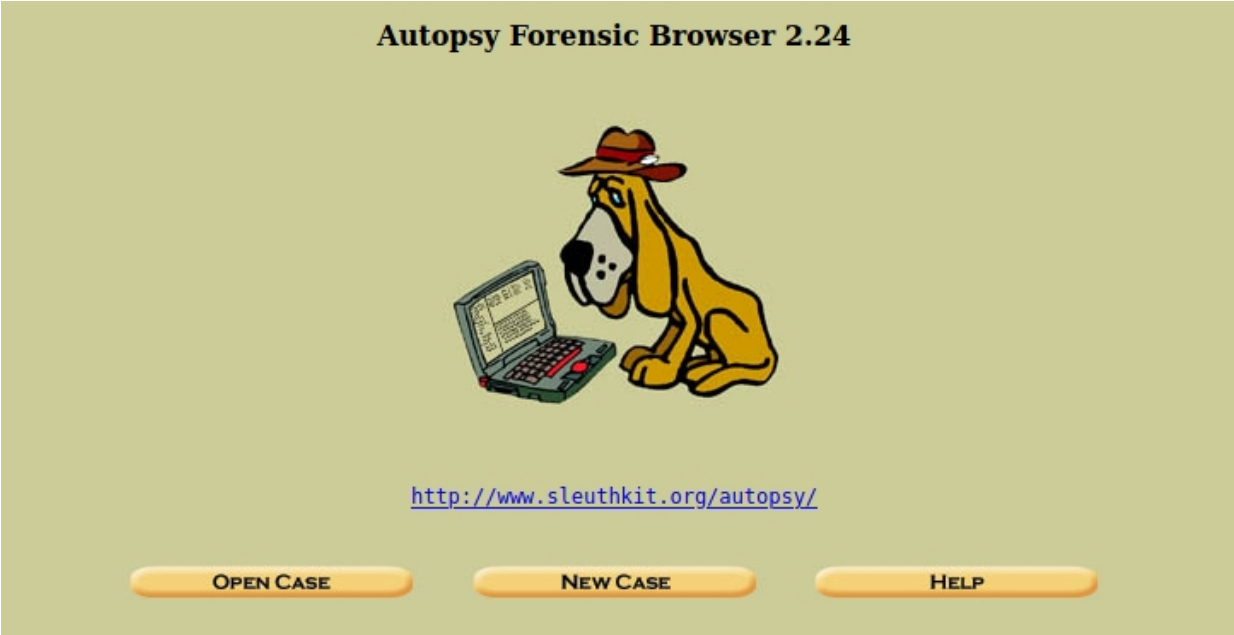 Autopsy Forensic Browser 2.24
http://www.sleuthkit.org/autopsy/
OPEN CASE
NEW CASE
HELP